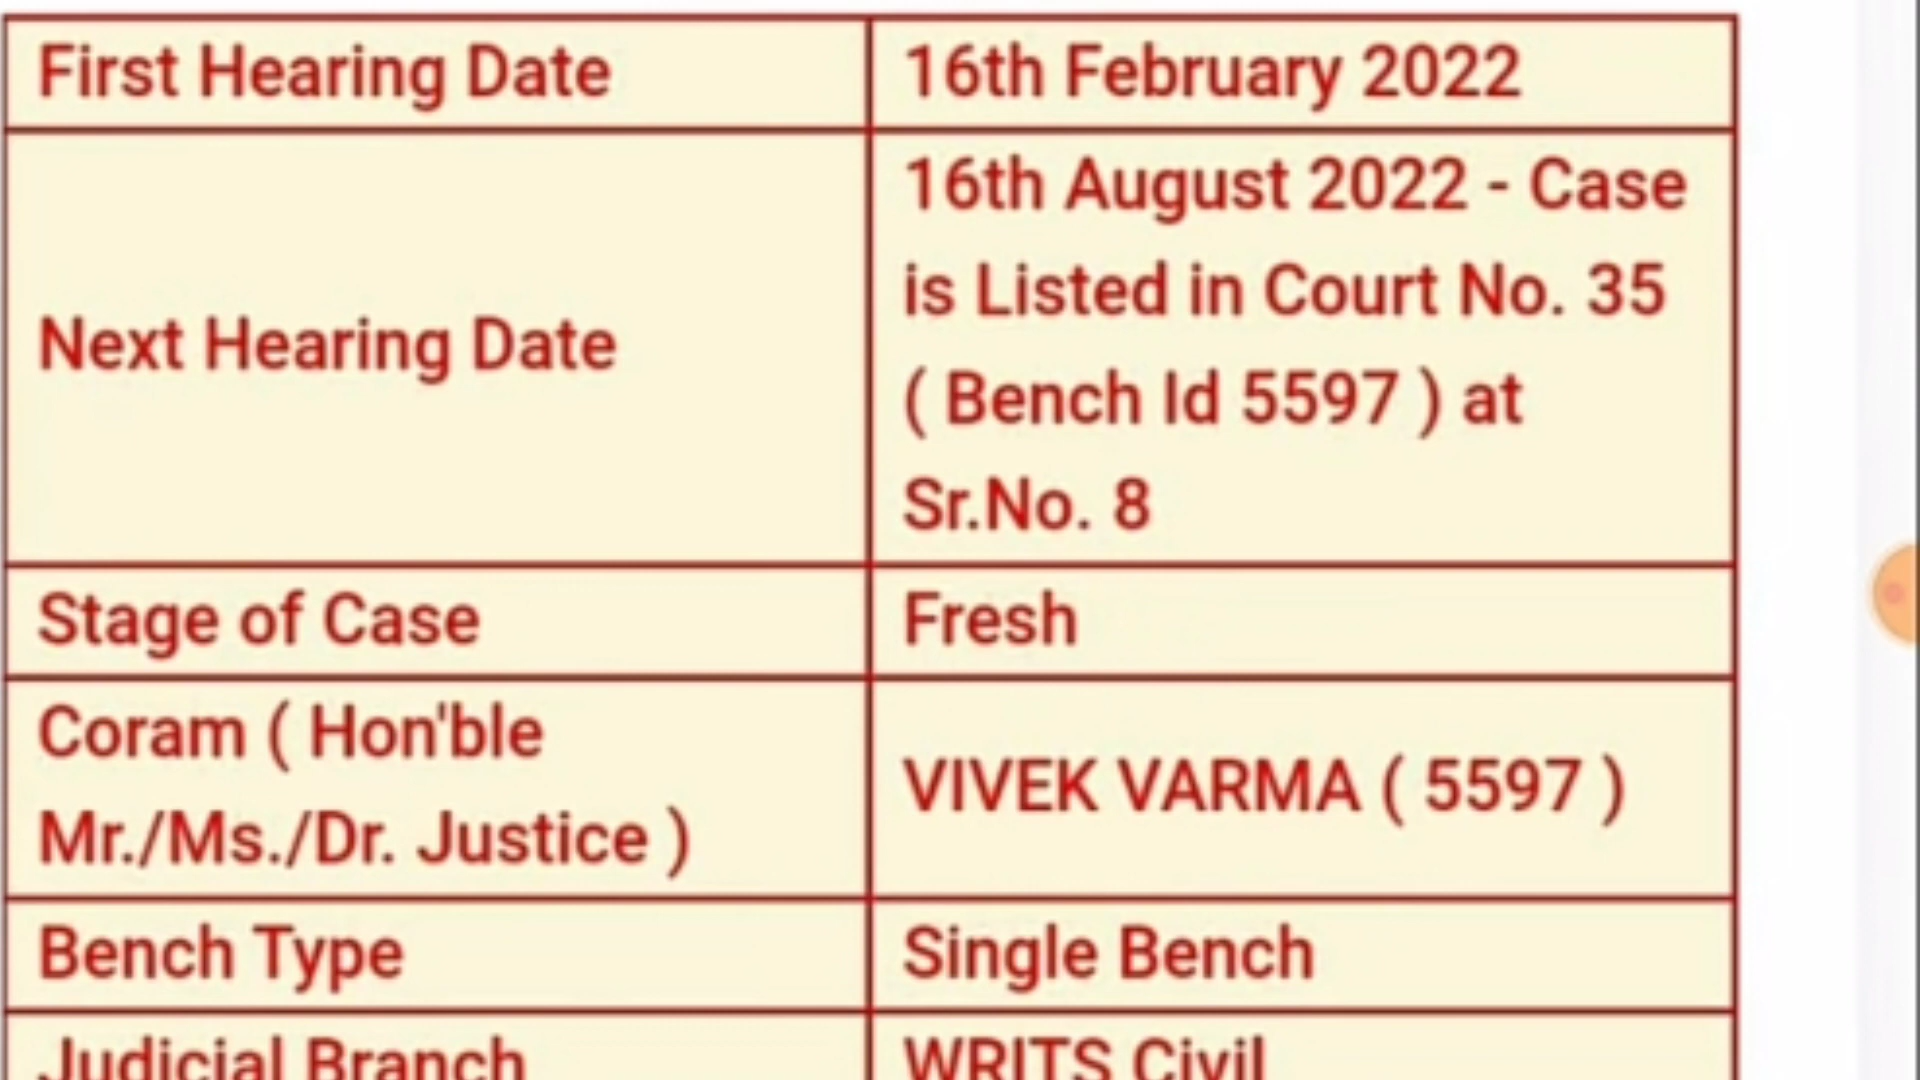 First Hearing Date
16th February 2022
Next Hearing Date
16th August 2022 - Case
is Listed in Court No. 35
( Bench Id 5597 ) at
Sr.No. 8
Stage of Case
Fresh
Coram ( Hon'ble
Mr./Ms./Dr. Justice )
VIVEK VARMA ( 5597 )
Bench Type
Single Bench
Judicial Branch
WRITS Civil